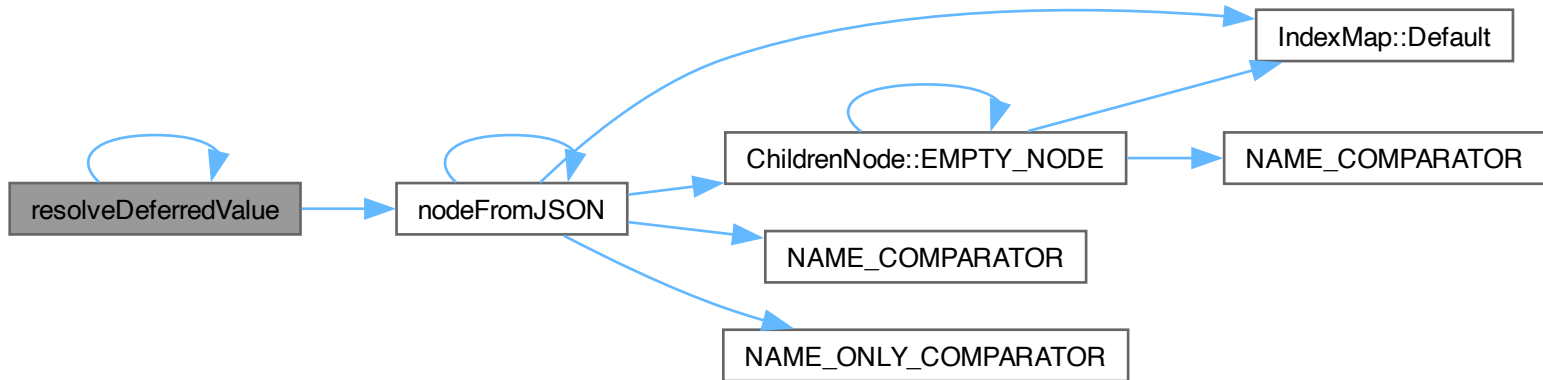 IndexMap::Default
ChildrenNode::EMPTY_NODE
NAME_COMPARATOR
resolveDeferredValue
nodeFromJSON
NAME_COMPARATOR
NAME_ONLY_COMPARATOR